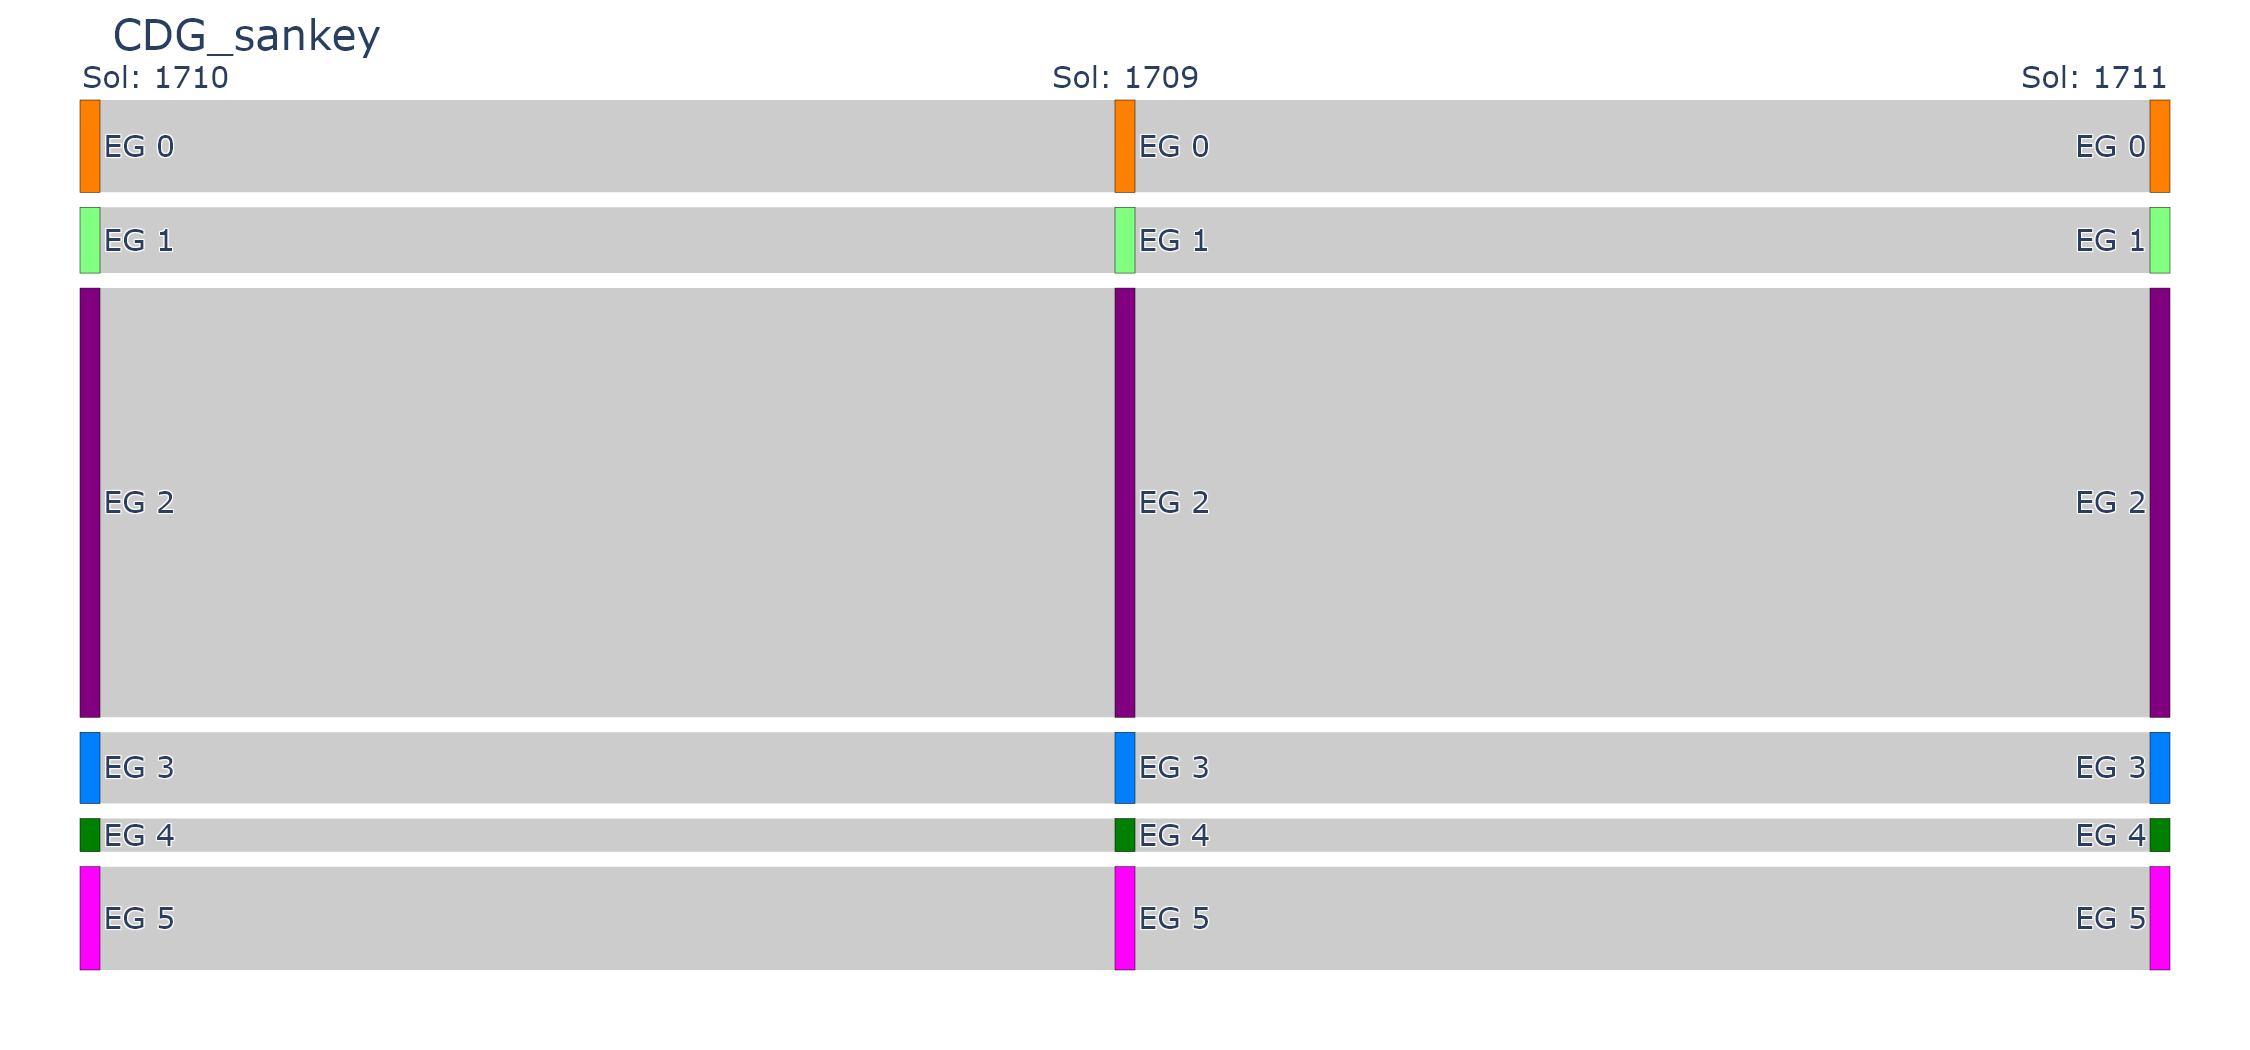 CDG_sankey
Sol: 1710 Sol: 1709 Sol: 1711
EG 0 EG 0 EG 0
EG 1 EG 1 EG 1
EG 2 EG 2 EG 2
EG 3 EG 3 EG 3
EG 4 EG 4 EG 4
EG 5 EG 5 EG 5